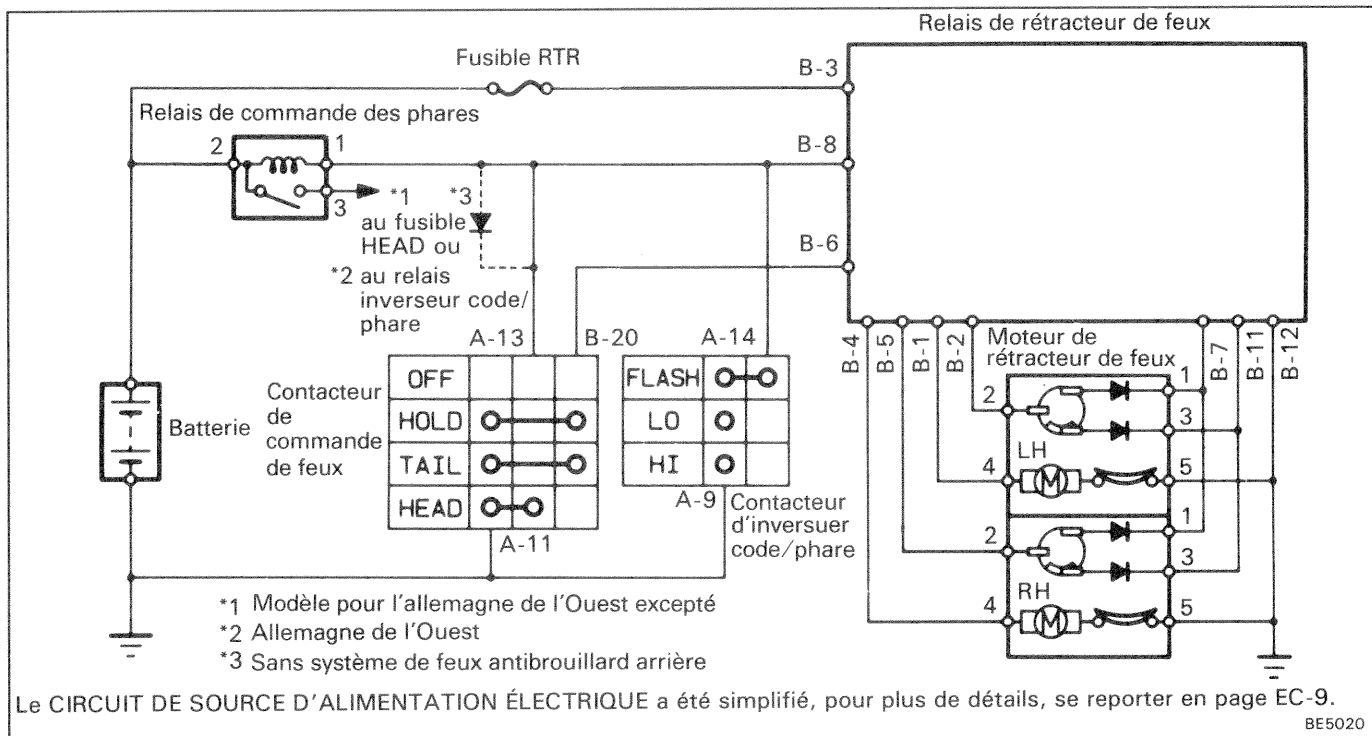 Relais de rétracteur de feux
Fusible RTR
B-3
Relais de commande des phares
2
1
B-8
3
*1
*3
au fusible
HEAD ou
*2 au relais
inverseur code/
phare
B-6
A-13
B-20
A-14
B-4
B-5
B-1
B-2
Moteur de
rétracteur de feux
B-7
B-11
B-12
Batterie
Contacteur
de
commande
de feux
OFF
HOLD
TAIL
HEAD
FLASH
LO
HI
A-9
Contacteur
d'inversuer
code/phare
A-11
2
1
3
LH
4
M
5
2
1
3
RH
4
M
5
*1 Modèle pour l'allemagne de l'Ouest excepté
*2 Allemagne de l'Ouest
*3 Sans système de feux antibrouillard arrière
Le CIRCUIT DE SOURCE D'ALIMENTATION ÉLECTRIQUE a été simplifié, pour plus de détails, se reporter en page EC-9.
BE5020